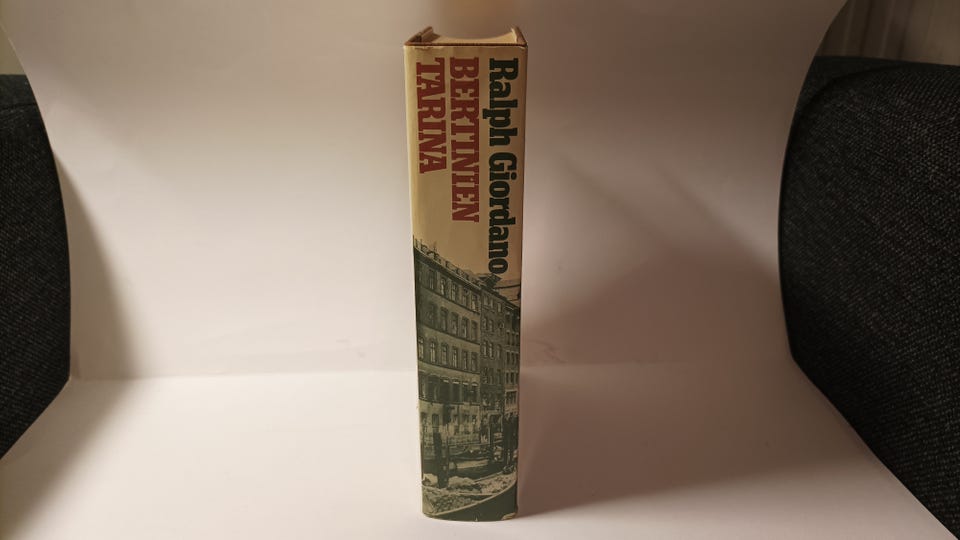 Ralph Giordano
BERTINIEN
TARINA